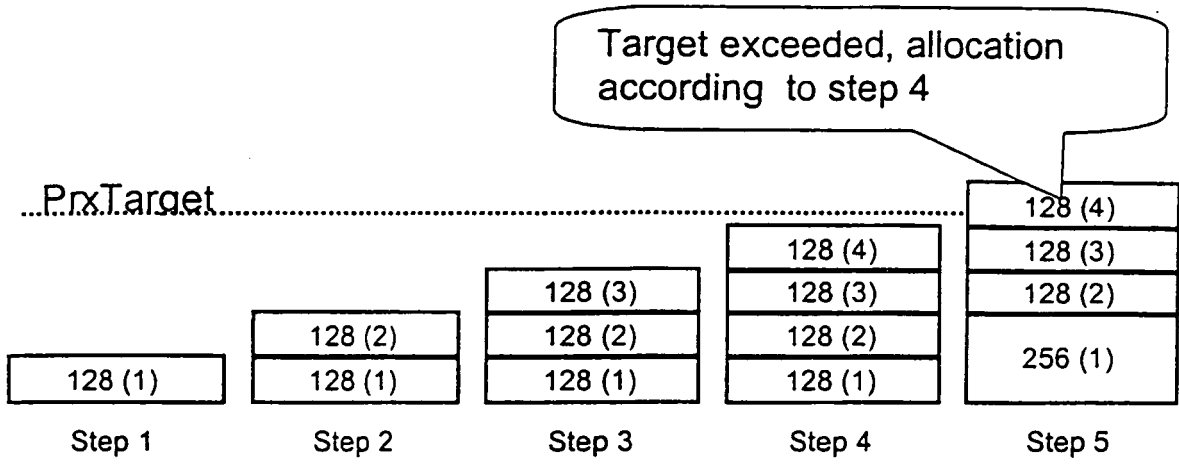 Target exceeded, allocation
according to step 4
PrxTarget
128 (4)
128 (4)
128 (3)
128 (3)
128 (3)
128 (2)
128 (2)
128 (2)
128 (2)
256 (1)
128 (1)
128 (1)
128 (1)
128 (1)
Step 1
Step 2
Step 3
Step 4
Step 5